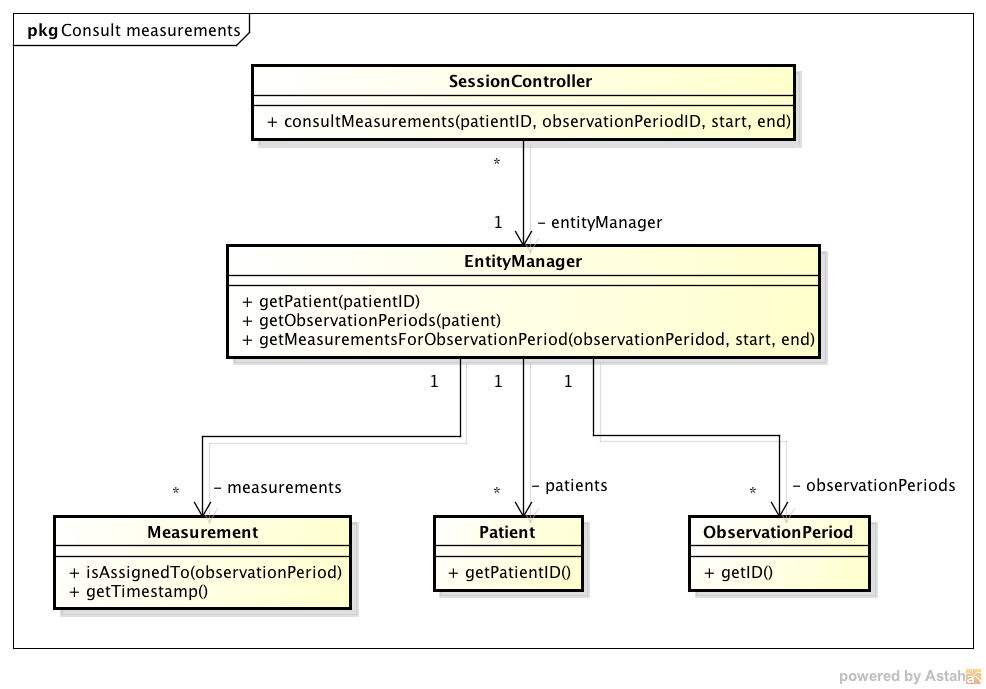 pkg Consult measurements
SessionController
+ consultMeasurements(patientID, observationPeriodID, start, end)
*
1
- entityManager
EntityManager
+ getPatient(patientID)
+ getObservationPeriods(patient)
+ getMeasurementsForObservationPeriod(observationPeridod, start, end)
1 1 1
* - measurements
* - patients
* - observationPeriods
Measurement
+ isAssignedTo(observationPeriod)
+ getTimestamp()
Patient
+ getPatientID()
ObservationPeriod
+ getID()
powered by Astah